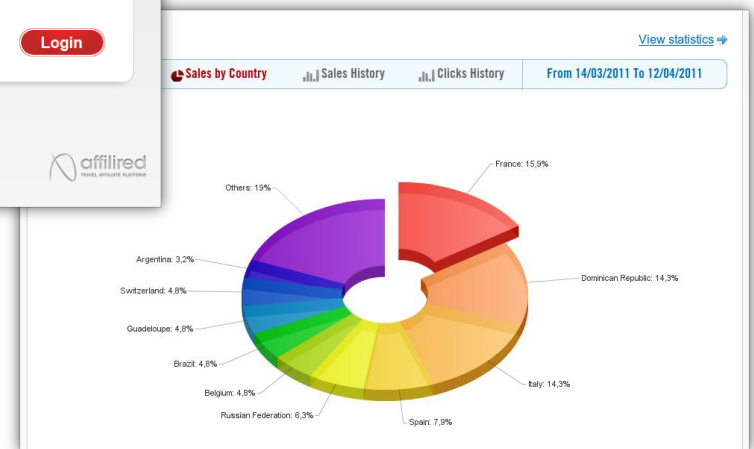 Login
affilired
TRAVEL AFFILIATE PLATFORM
View statistics
Sales by Country
Sales History
Clicks History
From 14/03/2011 To 12/04/2011
France: 15,9%
Others: 19%
Argentina: 3,2%
Dominican Republic: 14,3%
Switzerland: 4,8%
Guadeloupe: 4,8%
Brazil: 4,8%
Italy: 14,3%
Belgium: 4,8%
Russian Federation: 6,3%
Spain: 7,9%